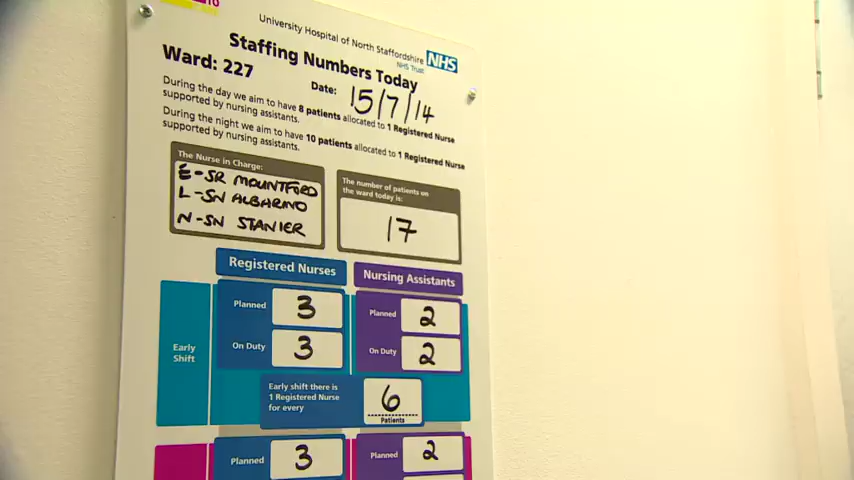 University Hospital of North Staffordshire NHS
NHS Trust
Staffing Numbers Today
Ward: 227
Date: 15/7/14
During the day we aim to have 8 patients allocated to 1 Registered Nurse
supported by nursing assistants.
During the night we aim to have 10 patients allocated to 1 Registered Nurse
supported by nursing assistants.
The Nurse in Charge:
E-SR MOUNTFORD
L-SN ALBARINO
N-SN STANIER
The number of patients on
the ward today is:
17
Registered Nurses
Nursing Assistants
Early
Shift
Planned 3
Planned 2
On Duty 3
On Duty 2
Early shift there is
1 Registered Nurse
for every
6
Patients
Planned 3
Planned 2